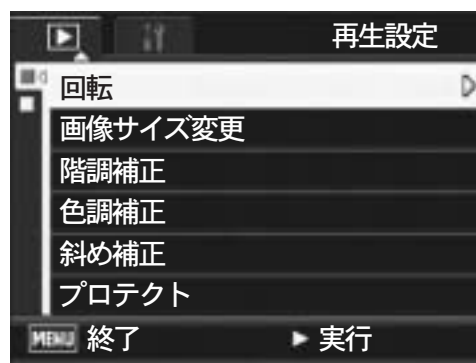 再生設定
回転
画像サイズ変更
階調補正
色調補正
斜め補正
プロテクト
MENU 終了 ▶ 実行